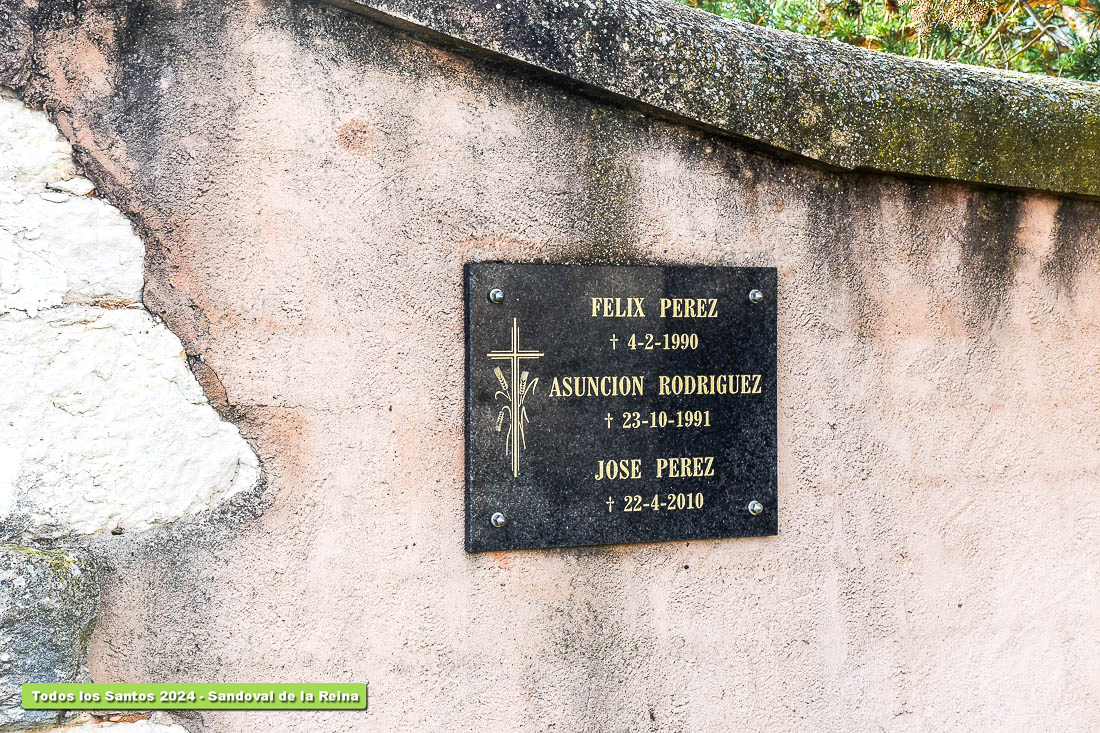 FELIX PEREZ
† 4-2-1990
ASUNCION RODRIGUEZ
† 23-10-1991
JOSE PEREZ
† 22-4-2010
Todos los Santos 2024 - Sandoval de la Reina